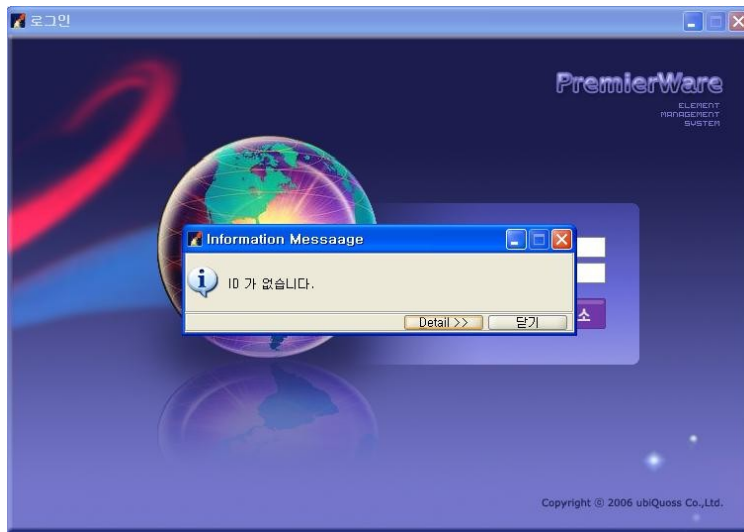 로그인
PremierWare
ELEMENT
MANAGEMENT
SYSTEM
Information Messaage
ID 가 없습니다.
Detail >>
닫기
소
Copyright ⓒ 2006 ubiQuoss Co.,Ltd.